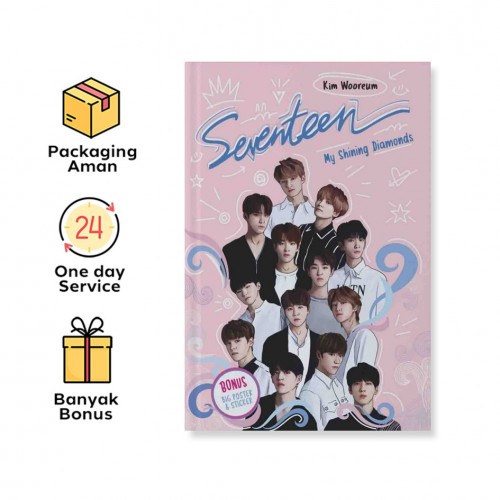 Packaging
Aman
24
One day
Service
Banyak
Bonus
Kim Wooreum
Seventeen
My Shining Diamonds
BONUS
BIG POSTER
& STICKER